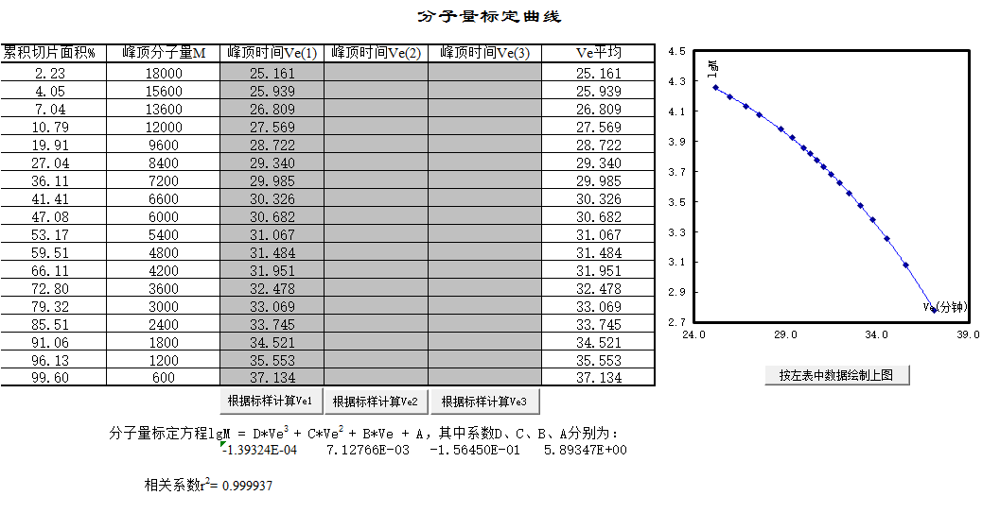 分子量标定曲线
累积切片面积% 峰顶分子量M 峰顶时间Ve(1) 峰顶时间Ve(2) 峰顶时间Ve(3) Ve平均
2.23 18000 25.161 25.161
4.05 15600 25.939 25.939
7.04 13600 26.809 26.809
10.79 12000 27.569 27.569
19.91 9600 28.722 28.722
27.04 8400 29.340 29.340
36.11 7200 29.985 29.985
41.41 6600 30.326 30.326
47.08 6000 30.682 30.682
53.17 5400 31.067 31.067
59.51 4800 31.484 31.484
66.11 4200 31.951 31.951
72.80 3600 32.478 32.478
79.32 3000 33.069 33.069
85.51 2400 33.745 33.745
91.06 1800 34.521 34.521
96.13 1200 35.553 35.553
99.60 600 37.134 37.134
根据标样计算Ve1 根据标样计算Ve2 根据标样计算Ve3
分子量标定方程lgM = D*Ve³ + C*Ve² + B*Ve + A，其中系数D、C、B、A分别为：
-1.39324E-04 7.12766E-03 -1.56450E-01 5.89347E+00
相关系数r²= 0.999937
lgM
4.5
4.3
4.1
3.9
3.7
3.5
3.3
3.1
2.9
2.7
Ve(分钟)
24.0 29.0 34.0 39.0
按左表中数据绘制上图